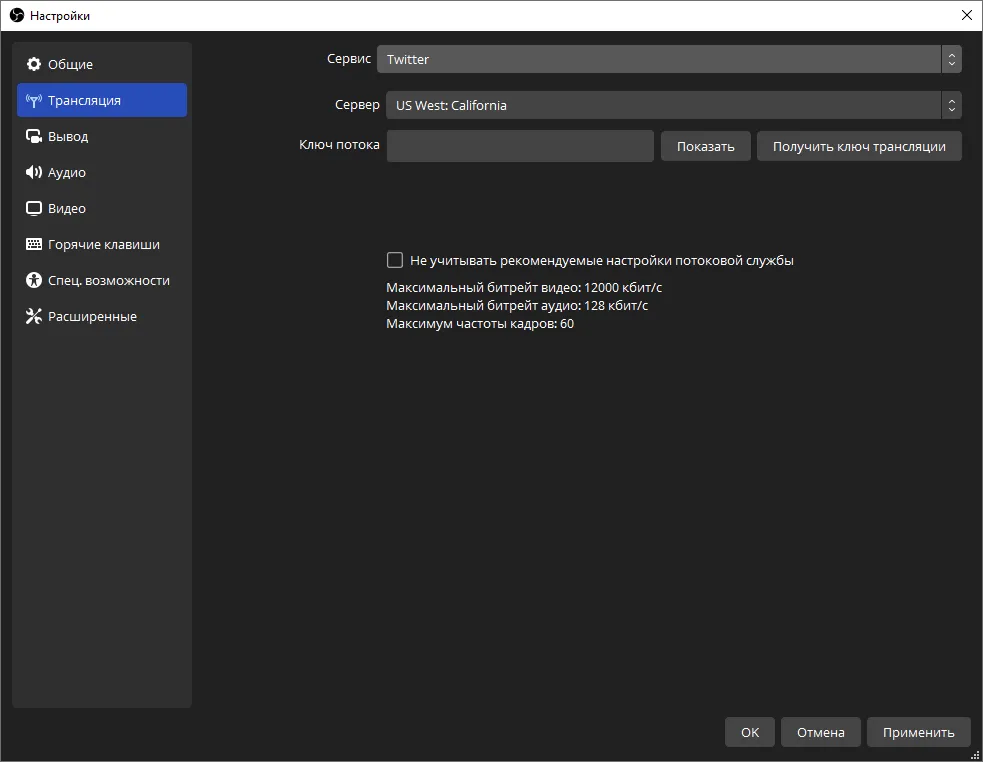 Настройки
Общие
Трансляция
Вывод
Аудио
Видео
Горячие клавиши
Спец. возможности
Расширенные
Сервис Twitter
Сервер US West: California
Ключ потока Показать Получить ключ трансляции
Не учитывать рекомендуемые настройки потоковой службы
Максимальный битрейт видео: 12000 кбит/с
Максимальный битрейт аудио: 128 кбит/с
Максимум частоты кадров: 60
OK Отмена Применить